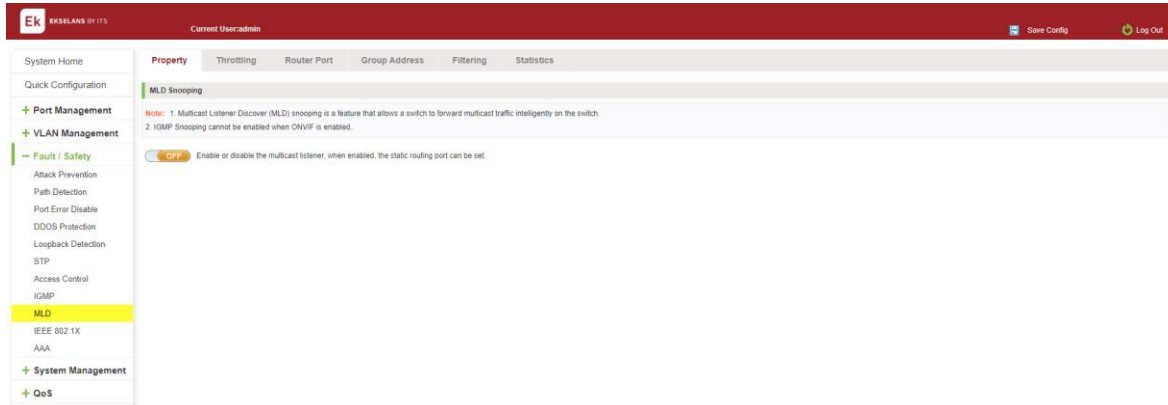 Ek EKSELANS BY ITS
Current User:admin
Save Config
Log Out
System Home
Quick Configuration
+ Port Management
+ VLAN Management
− Fault / Safety
Attack Prevention
Path Detection
Port Error Disable
DDOS Protection
Loopback Detection
STP
Access Control
IGMP
MLD
IEEE 802.1X
AAA
+ System Management
+ QoS
Property Throttling Router Port Group Address Filtering Statistics
MLD Snooping
Note: 1. Multicast Listener Discover (MLD) snooping is a feature that allows a switch to forward multicast traffic intelligently on the switch.
2. IGMP Snooping cannot be enabled when ONVIF is enabled.
OFF Enable or disable the multicast listener, when enabled, the static routing port can be set.